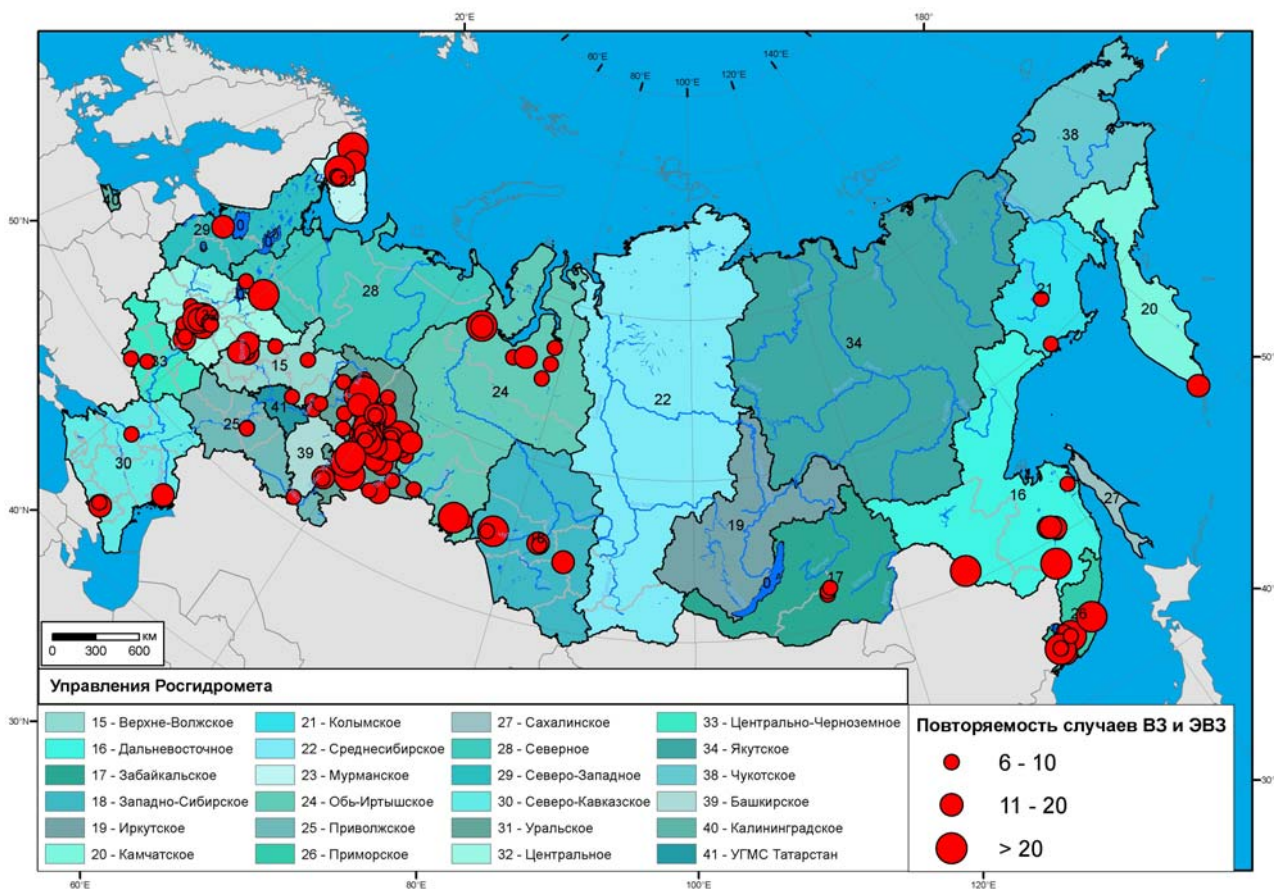 20°E
180°
60°E
80°E
100°E
120°E
140°E
50°N
40°N
30°N
50°N
40°N
30°N
38
40
29
0
0
0
28
21
20
34
33
15
24
22
41
25
39
30
19
17
0
16
27
26
КМ
0 300 600
Управления Росгидромета
15 - Верхне-Волжское
16 - Дальневосточное
17 - Забайкальское
18 - Западно-Сибирское
19 - Иркутское
20 - Камчатское
21 - Колымское
22 - Среднесибирское
23 - Мурманское
24 - Обь-Иртышское
25 - Приволжское
26 - Приморское
27 - Сахалинское
28 - Северное
29 - Северо-Западное
30 - Северо-Кавказское
31 - Уральское
32 - Центральное
33 - Центрально-Черноземное
34 - Якутское
38 - Чукотское
39 - Башкирское
40 - Калининградское
41 - УГМС Татарстан
Повторяемость случаев ВЗ и ЭВЗ
6 - 10
11 - 20
> 20
60°E
80°E
100°E
120°E